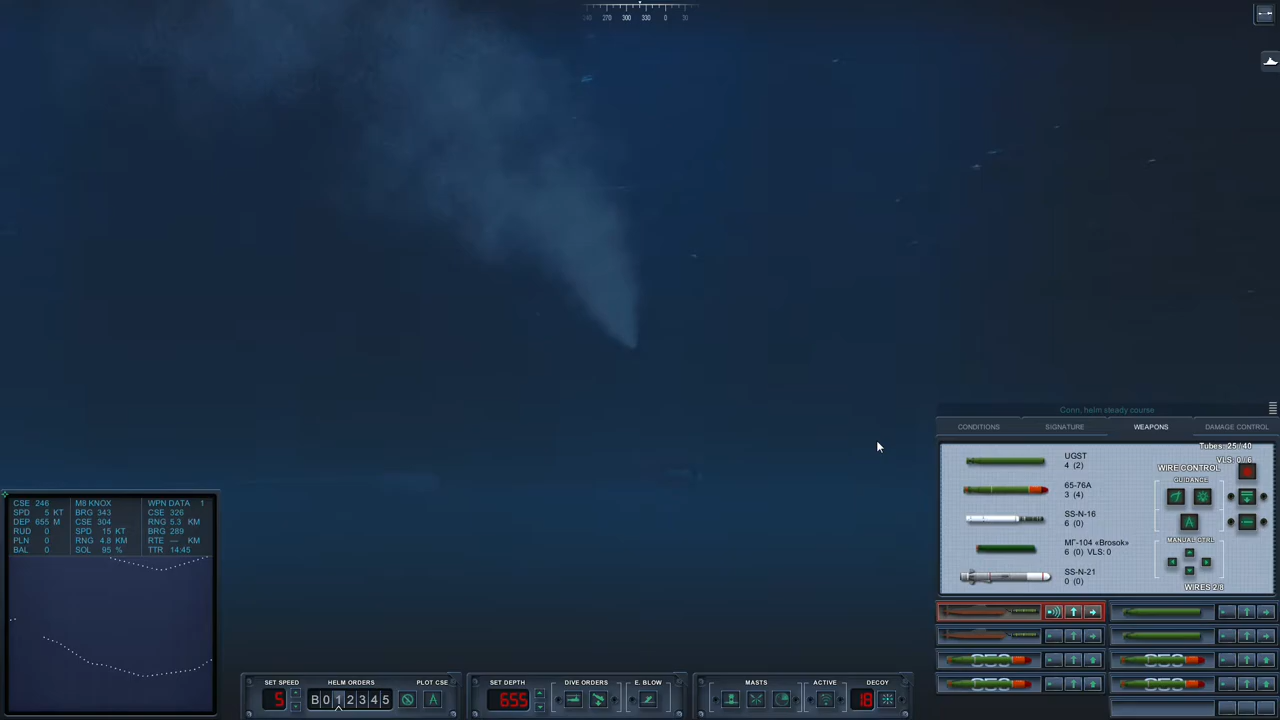 240 270 300 330 0 30
Conn, helm steady course
CONDITIONS SIGNATURE WEAPONS DAMAGE CONTROL
Tubes: 25 / 40
VLS: 0 / 6
UGST
4 (2)
65-76A
3 (4)
SS-N-16
6 (0)
МГ-104 «Brosok»
6 (0) VLS: 0
SS-N-21
0 (0)
WIRE CONTROL
GUIDANCE
A
MANUAL CTRL
WIRES 2/8
CSE 246 M8 KNOX WPN DATA 1
SPD 5 KT BRG 343 CSE 326
DEP 655 M CSE 304 RNG 5.3 KM
RUD 0 SPD 15 KT BRG 289
PLN 0 RNG 4.8 KM RTE --- KM
BAL 0 SOL 95 % TTR 14:45
SET SPEED HELM ORDERS PLOT CSE
5 B 0 1 2 3 4 5 A
SET DEPTH DIVE ORDERS E. BLOW
655
MASTS ACTIVE DECOY
18